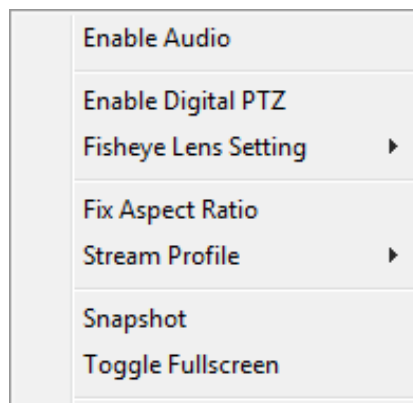 Enable Audio
Enable Digital PTZ
Fisheye Lens Setting
Fix Aspect Ratio
Stream Profile
Snapshot
Toggle Fullscreen